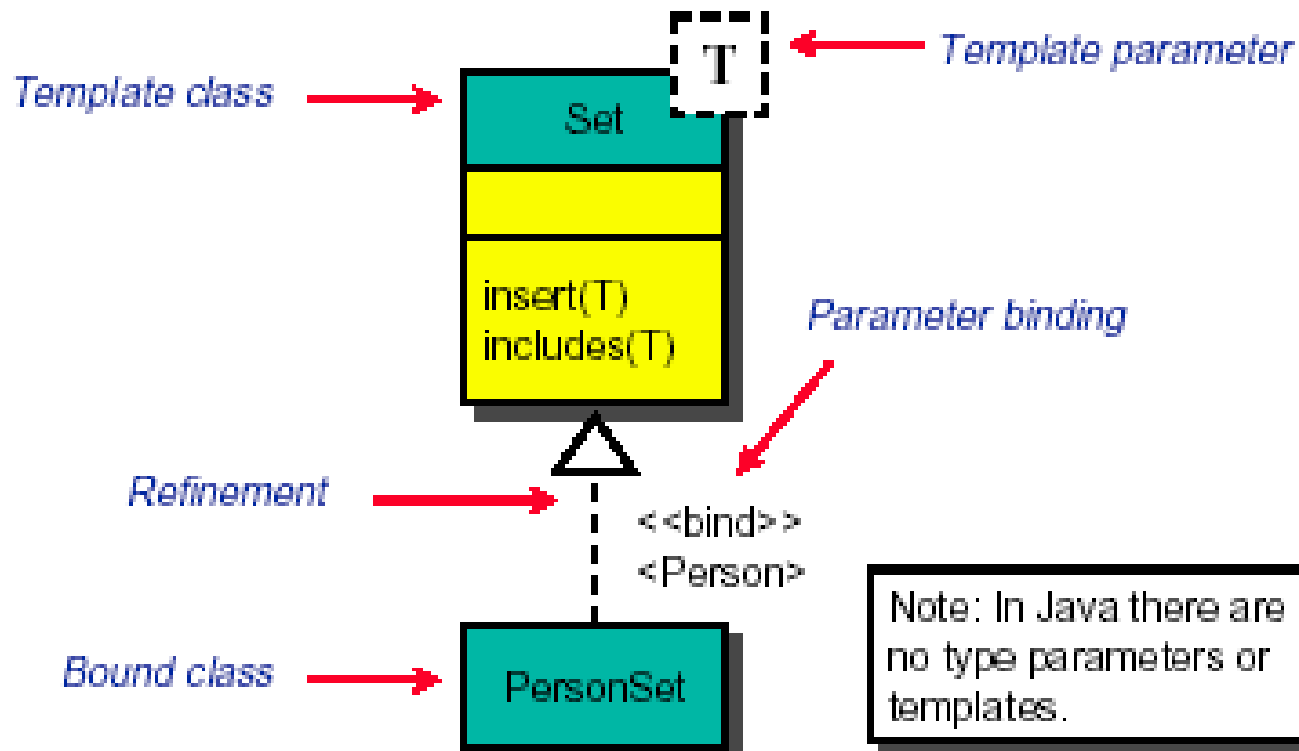 Template parameter
T
Template class
Set
insert(T)
includes(T)
Parameter binding
Refinement
<<bind>>
<Person>
Bound class
PersonSet
Note: In Java there are
no type parameters or
templates.